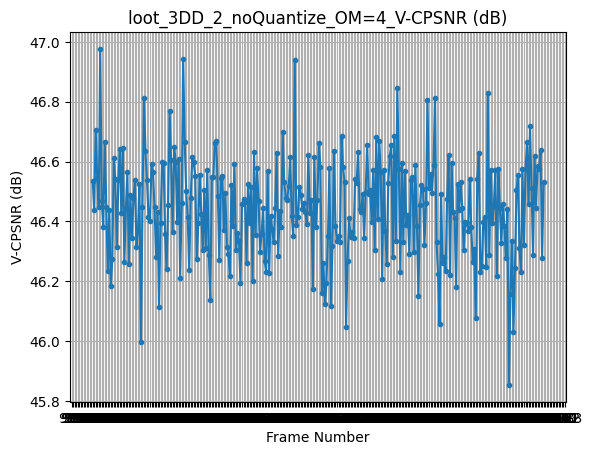 loot_3DD_2_noQuantize_OM=4_V-CPSNR (dB)
47.0
46.8
46.6
46.4
46.2
46.0
45.8
V-CPSNR (dB)
Frame Number